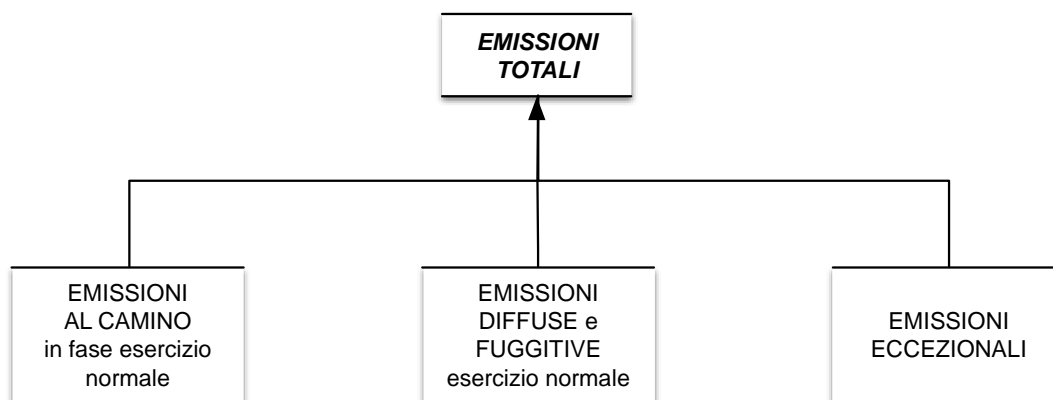 EMISSIONI
TOTALI
EMISSIONI
AL CAMINO
in fase esercizio
normale
EMISSIONI
DIFFUSE e
FUGGITIVE
esercizio normale
EMISSIONI
ECCEZIONALI